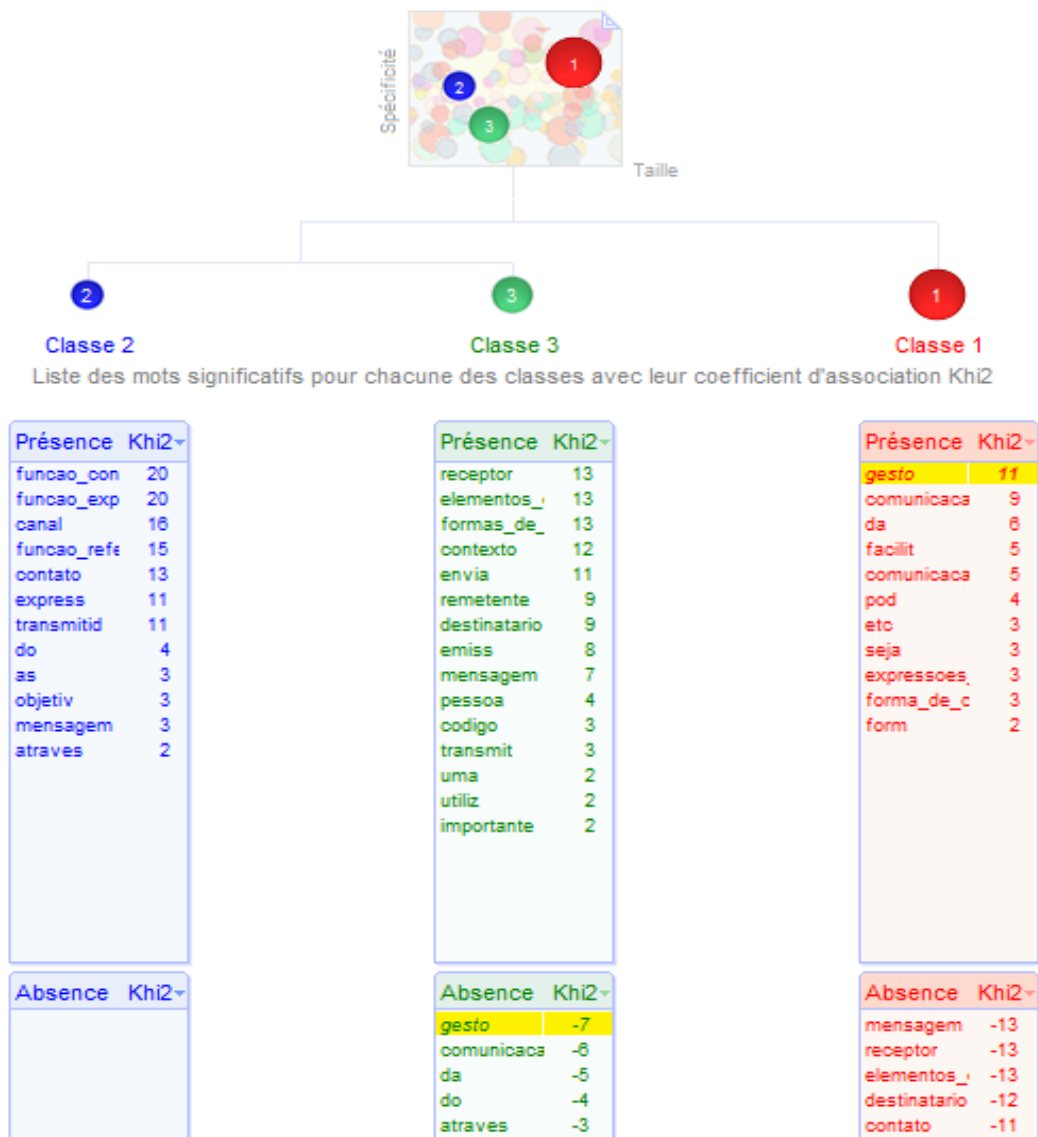 Spécificité
1
2
3
Taille
2
3
1
Classe 2
Classe 3
Classe 1
Liste des mots significatifs pour chacune des classes avec leur coefficient d'association Khi2
Présence Khi2
funcao_con 20
funcao_exp 20
canal 16
funcao_refe 15
contato 13
express 11
transmitid 11
do 4
as 3
objetiv 3
mensagem 3
atraves 2
Présence Khi2
receptor 13
elementos_ 13
formas_de_ 13
contexto 12
envia 11
remetente 9
destinatario 9
emiss 8
mensagem 7
pessoa 4
codigo 3
transmit 3
uma 2
utiliz 2
importante 2
Présence Khi2
gesto 11
comunicaca 9
da 6
facilit 5
comunicaca 5
pod 4
etc 3
seja 3
expressoes_ 3
forma_de_c 3
form 2
Absence Khi2
Absence Khi2
gesto -7
comunicaca -6
da -5
do -4
atraves -3
Absence Khi2
mensagem -13
receptor -13
elementos_ -13
destinatario -12
contato -11